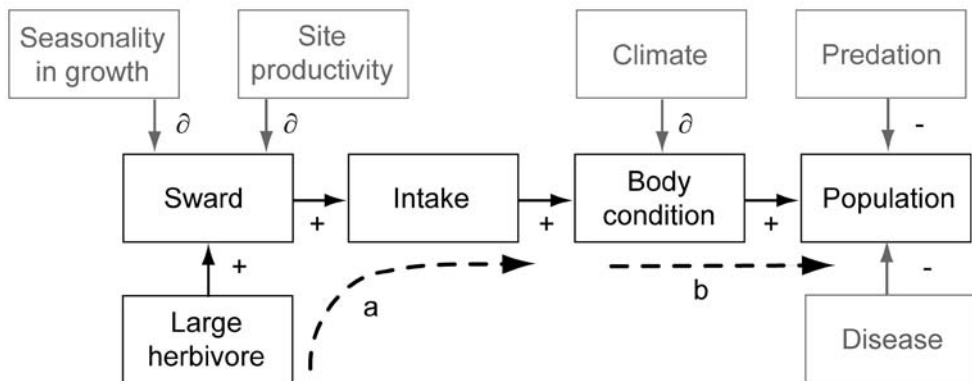 Seasonality
in growth
Site
productivity
Climate
Predation
∂
∂
∂
-
Sward
+
Intake
+
Body
condition
+
Population
+
a
b
-
Large
herbivore
Disease